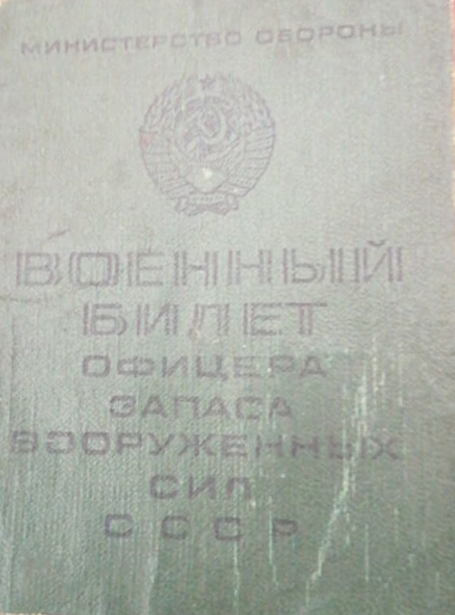 МИНИСТЕРСТВО ОБОРОНЫ
ВОЕННЫЙ
БИЛЕТ
ОФИЦЕРА
ЗАПАСА
ВООРУЖЕННЫХ
СИЛ
СССР